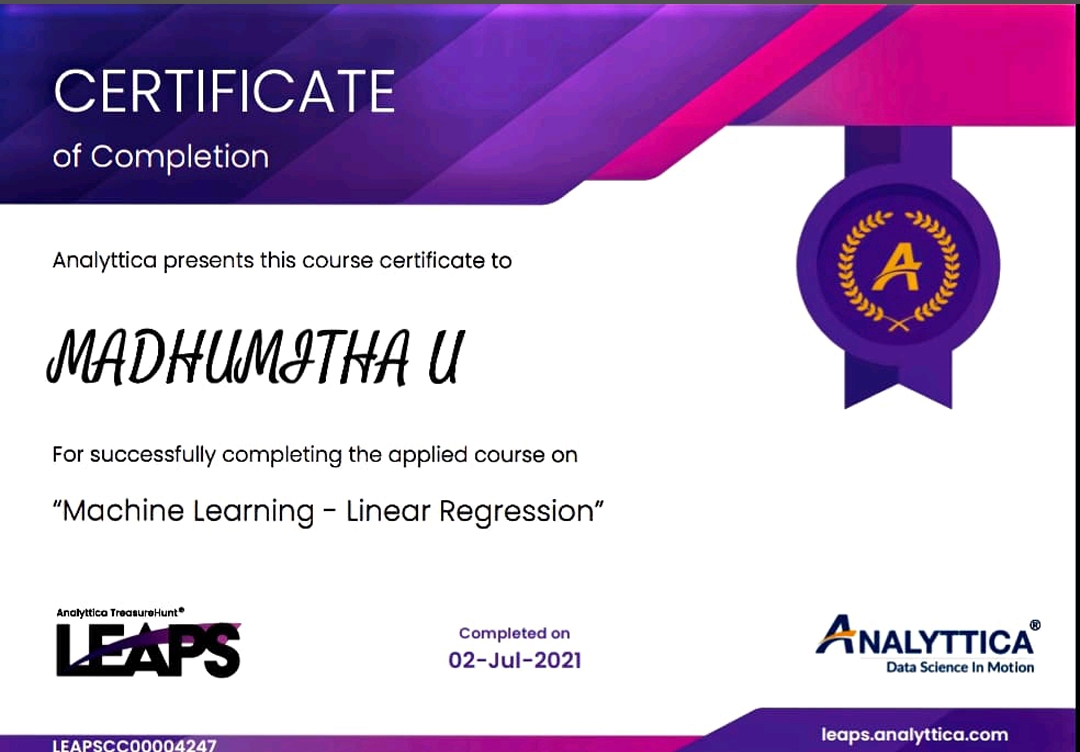 CERTIFICATE
of Completion
Analyttica presents this course certificate to
MADHUMITHA U
For successfully completing the applied course on
“Machine Learning - Linear Regression”
Analyttica TreasureHunt®
LEAPS
Completed on
02-Jul-2021
ANALYTTICA®
Data Science In Motion
leaps.analyttica.com
LEAPSCC00004247